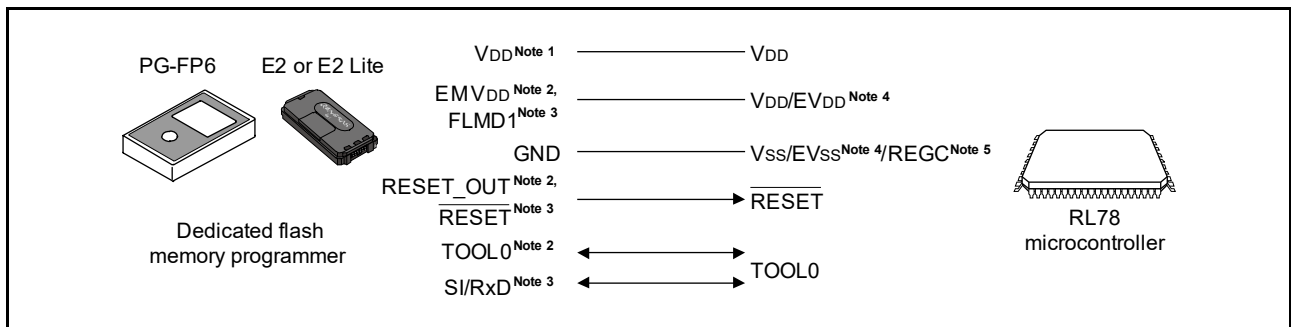 PG-FP6 E2 or E2 Lite
VDD Note 1 VDD
EMVDD Note 2,
FLMD1 Note 3
VDD/EVDD Note 4
GND VSS/EVSS Note 4/REGC Note 5
RESET_OUT Note 2,
RESET Note 3
RESET
TOOL0 Note 2
SI/RxD Note 3
TOOL0
Dedicated flash
memory programmer
RL78
microcontroller